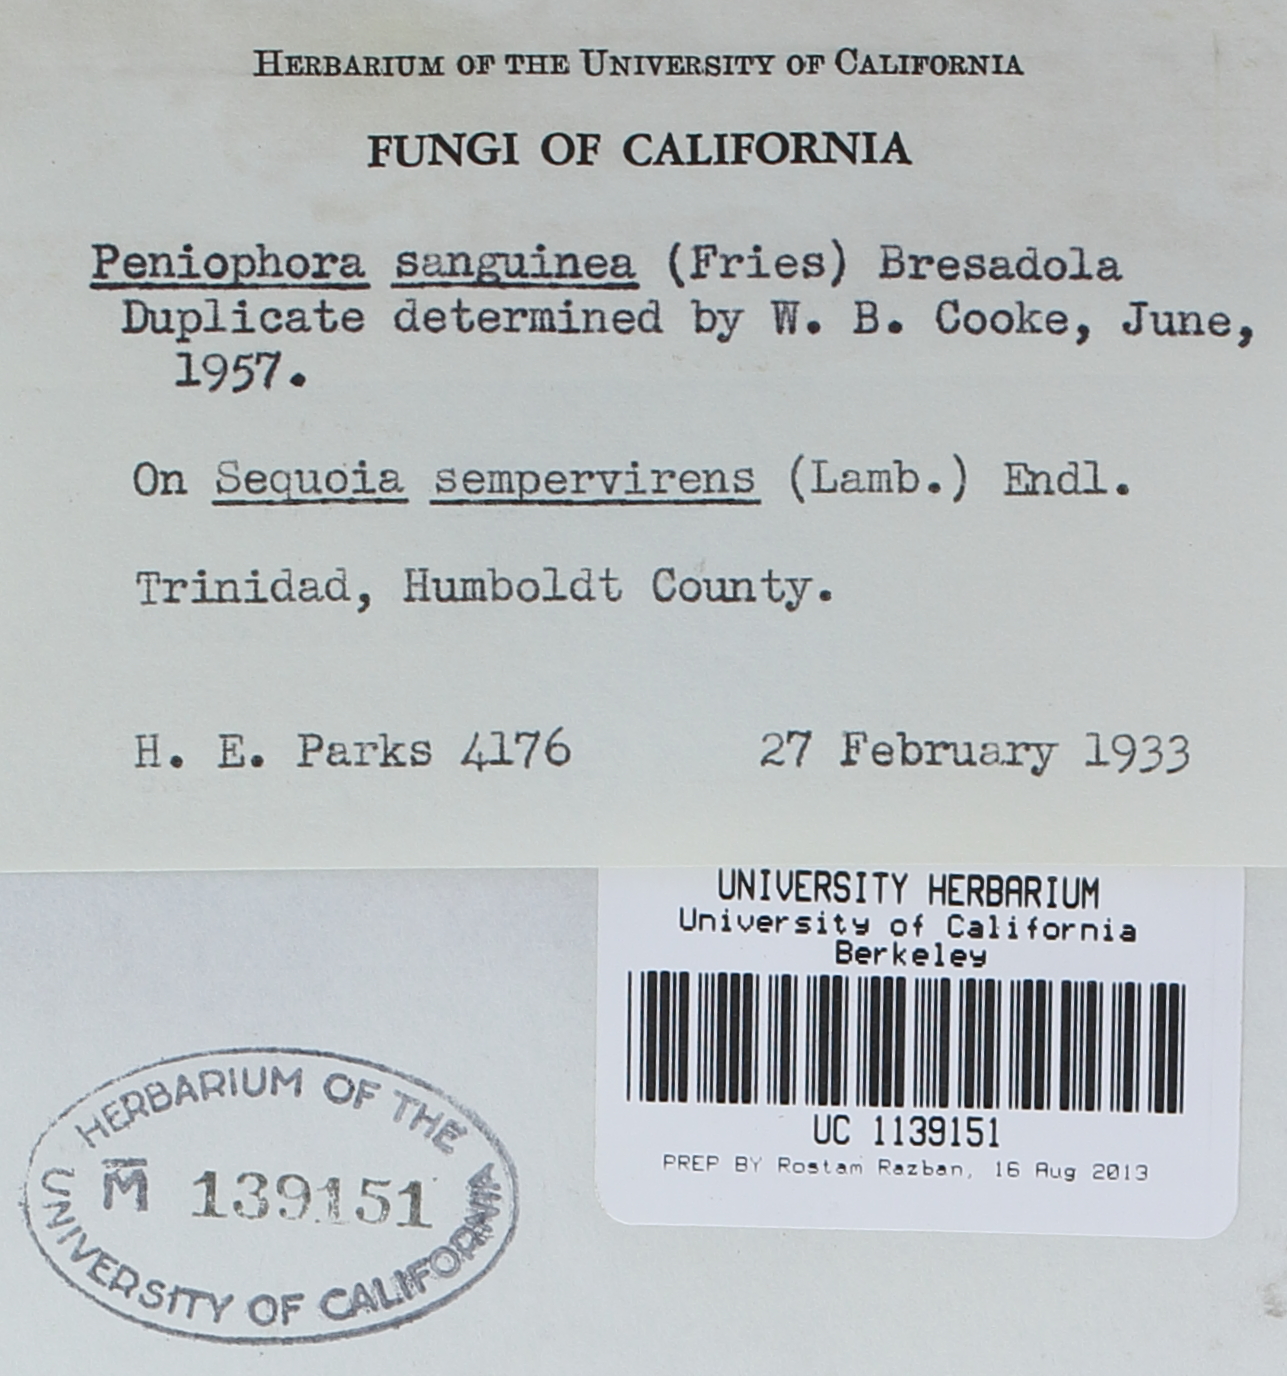 HERBARIUM OF THE UNIVERSITY OF CALIFORNIA
FUNGI OF CALIFORNIA
Peniophora sanguinea (Fries) Bresadola
Duplicate determined by W. B. Cooke, June,
1957.
On Sequoia sempervirens (Lamb.) Endl.
Trinidad, Humboldt County.
H. E. Parks 4176 27 February 1933
UNIVERSITY HERBARIUM
University of California
Berkeley
UC 1139151
PREP BY Rostam Razban, 16 Aug 2013
HERBARIUM OF THE
M̅ 139151
UNIVERSITY OF CALIFORNIA